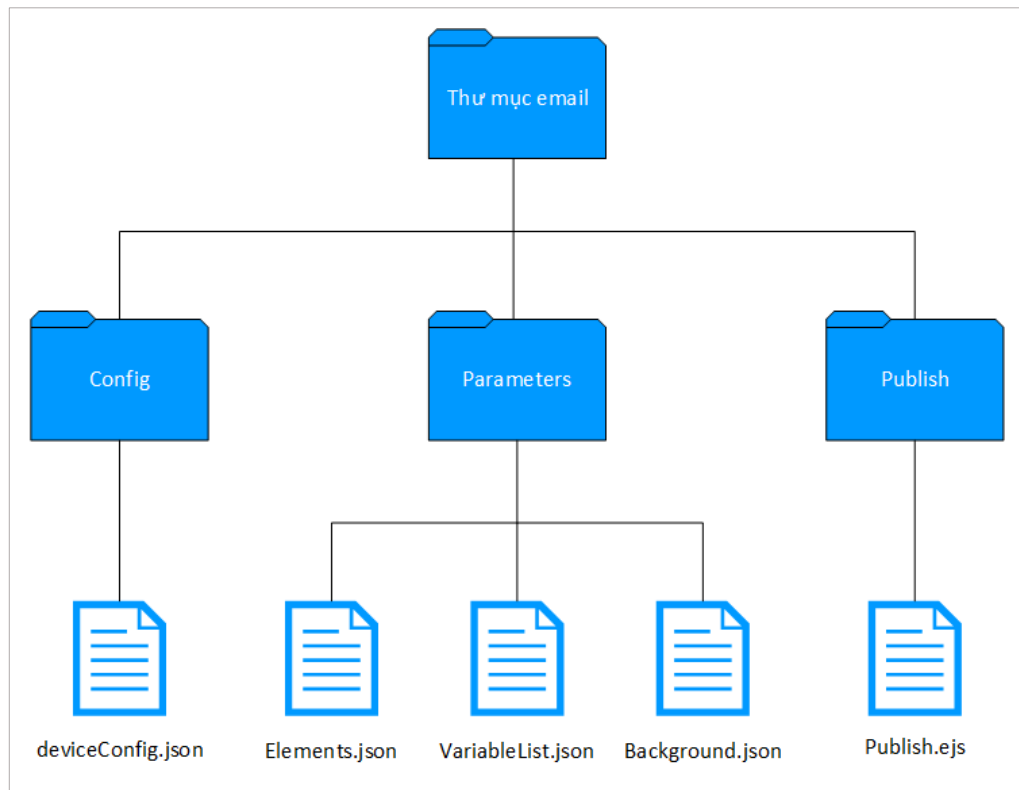 Thư mục email
Config
Parameters
Publish
deviceConfig.json
Elements.json
VariableList.json
Background.json
Publish.ejs